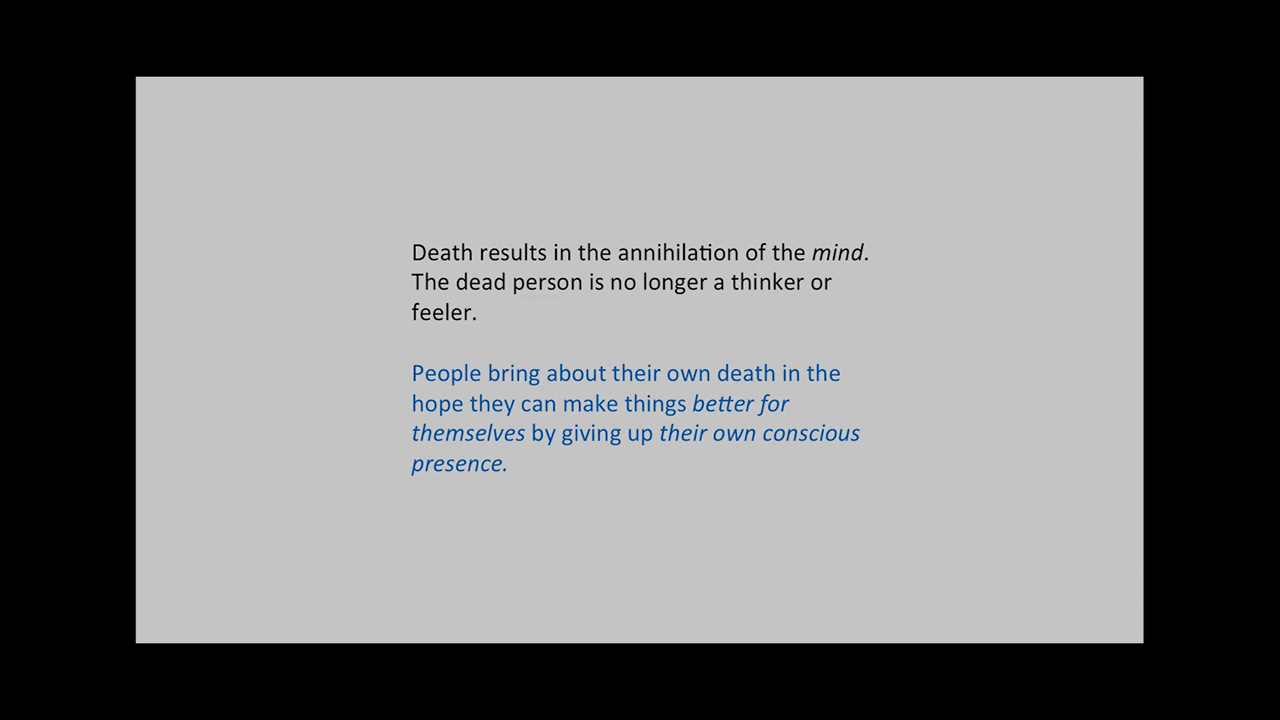 Death results in the annihilation of the mind.
The dead person is no longer a thinker or
feeler.
People bring about their own death in the
hope they can make things better for
themselves by giving up their own conscious
presence.